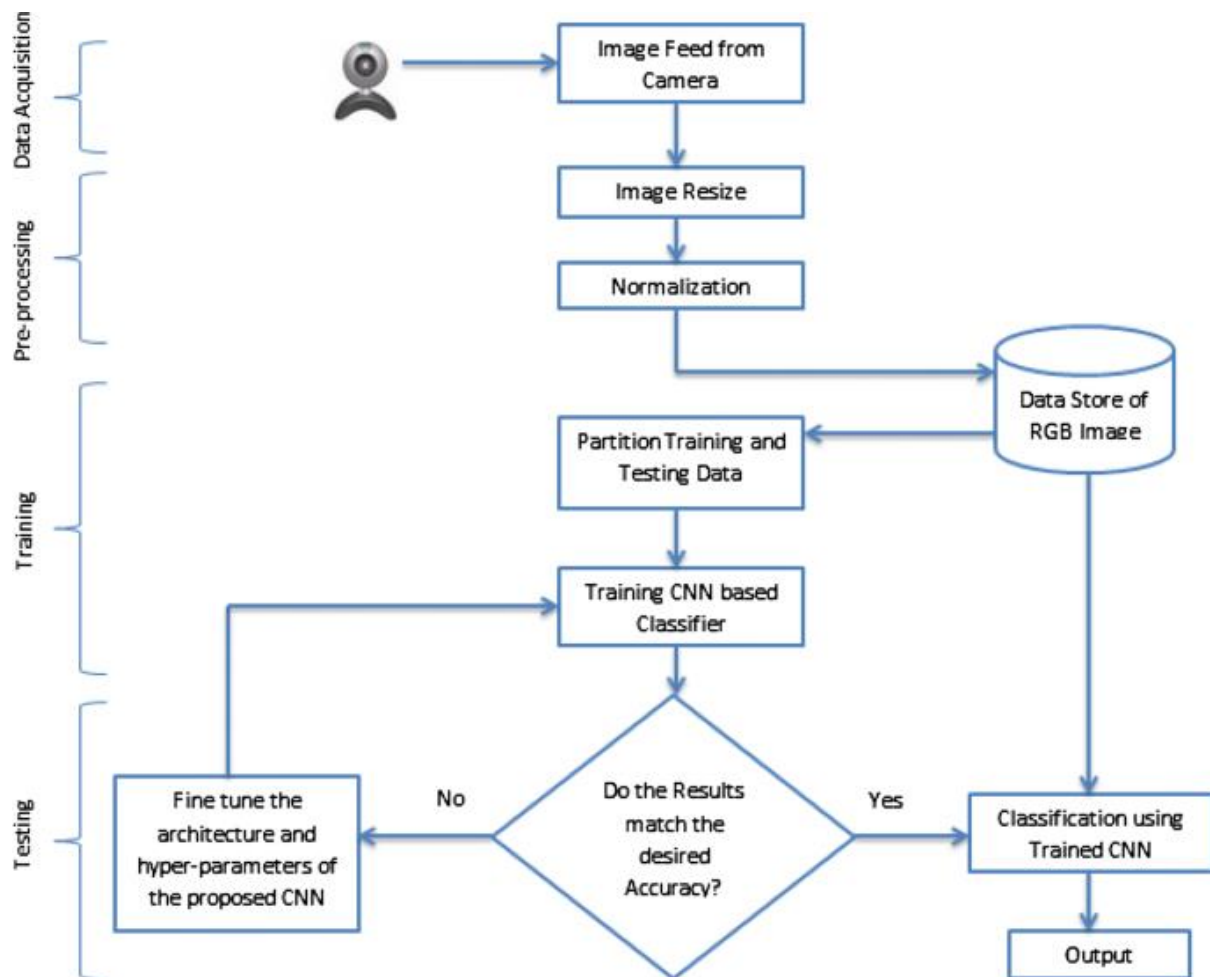 Data Acquisition
Image Feed from
Camera
Pre-processing
Image Resize
Normalization
Data Store of
RGB Image
Training
Partition Training and
Testing Data
Training CNN based
Classifier
Testing
Fine tune the
architecture and
hyper-parameters of
the proposed CNN
No
Do the Results
match the
desired
Accuracy?
Yes
Classification using
Trained CNN
Output